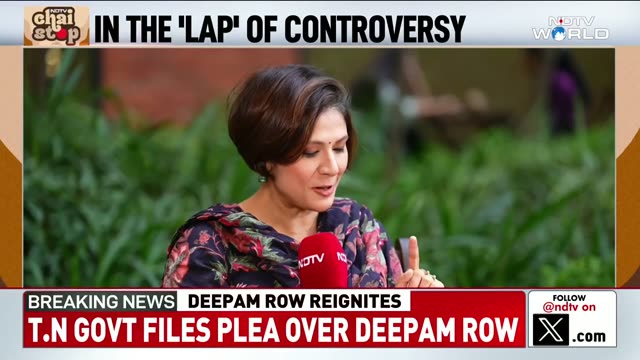 NDTV
chai
stop
IN THE 'LAP' OF CONTROVERSY
NDTV
WORLD
NDTV
BREAKING NEWS
DEEPAM ROW REIGNITES
T.N GOVT FILES PLEA OVER DEEPAM ROW
FOLLOW
@ndtv on
X.com